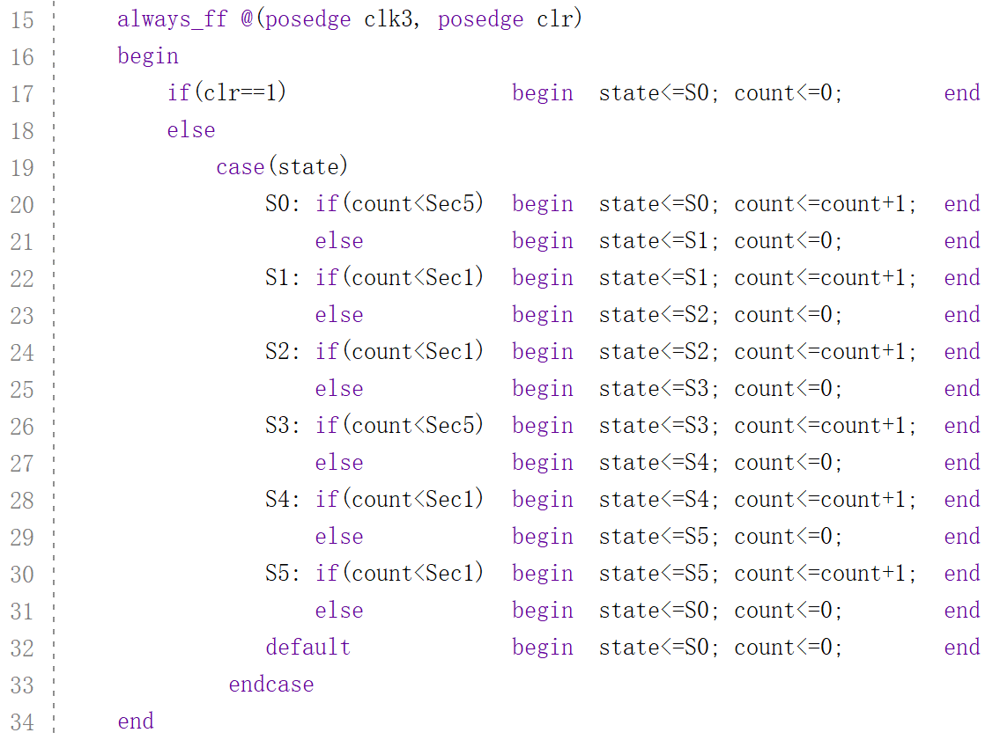 15 always_ff @(posedge clk3, posedge clr)
16 begin
17 if(clr==1) begin state<=S0; count<=0; end
18 else
19 case(state)
20 S0: if(count<Sec5) begin state<=S0; count<=count+1; end
21 else begin state<=S1; count<=0; end
22 S1: if(count<Sec1) begin state<=S1; count<=count+1; end
23 else begin state<=S2; count<=0; end
24 S2: if(count<Sec1) begin state<=S2; count<=count+1; end
25 else begin state<=S3; count<=0; end
26 S3: if(count<Sec5) begin state<=S3; count<=count+1; end
27 else begin state<=S4; count<=0; end
28 S4: if(count<Sec1) begin state<=S4; count<=count+1; end
29 else begin state<=S5; count<=0; end
30 S5: if(count<Sec1) begin state<=S5; count<=count+1; end
31 else begin state<=S0; count<=0; end
32 default begin state<=S0; count<=0; end
33 endcase
34 end